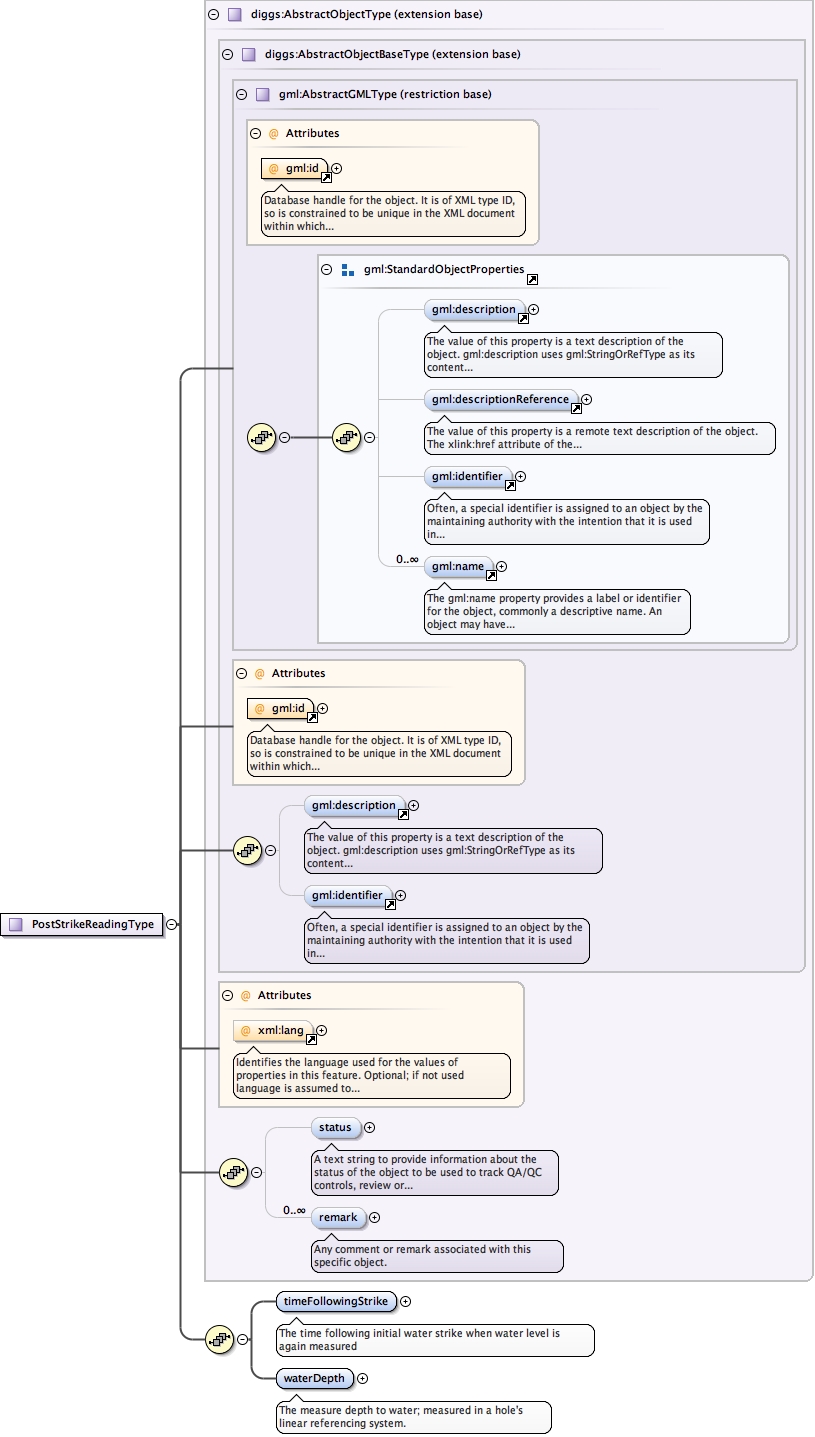 diggs:AbstractObjectType (extension base)
diggs:AbstractObjectBaseType (extension base)
gml:AbstractGMLType (restriction base)
@ Attributes
@ gml:id
Database handle for the object. It is of XML type ID,
so is constrained to be unique in the XML document
within which...
gml:StandardObjectProperties
gml:description
The value of this property is a text description of the
object. gml:description uses gml:StringOrRefType as its
content...
gml:descriptionReference
The value of this property is a remote text description of the object.
The xlink:href attribute of the...
gml:identifier
Often, a special identifier is assigned to an object by the
maintaining authority with the intention that it is used
in...
0..∞
gml:name
The gml:name property provides a label or identifier
for the object, commonly a descriptive name. An
object may have...
@ Attributes
@ gml:id
Database handle for the object. It is of XML type ID,
so is constrained to be unique in the XML document
within which...
gml:description
The value of this property is a text description of the
object. gml:description uses gml:StringOrRefType as its
content...
gml:identifier
Often, a special identifier is assigned to an object by the
maintaining authority with the intention that it is used
in...
PostStrikeReadingType
@ Attributes
@ xml:lang
Identifies the language used for the values of
properties in this feature. Optional; if not used
language is assumed to...
status
A text string to provide information about the
status of the object to be used to track QA/QC
controls, review or...
0..∞
remark
Any comment or remark associated with this
specific object.
timeFollowingStrike
The time following initial water strike when water level is
again measured
waterDepth
The measure depth to water; measured in a hole's
linear referencing system.